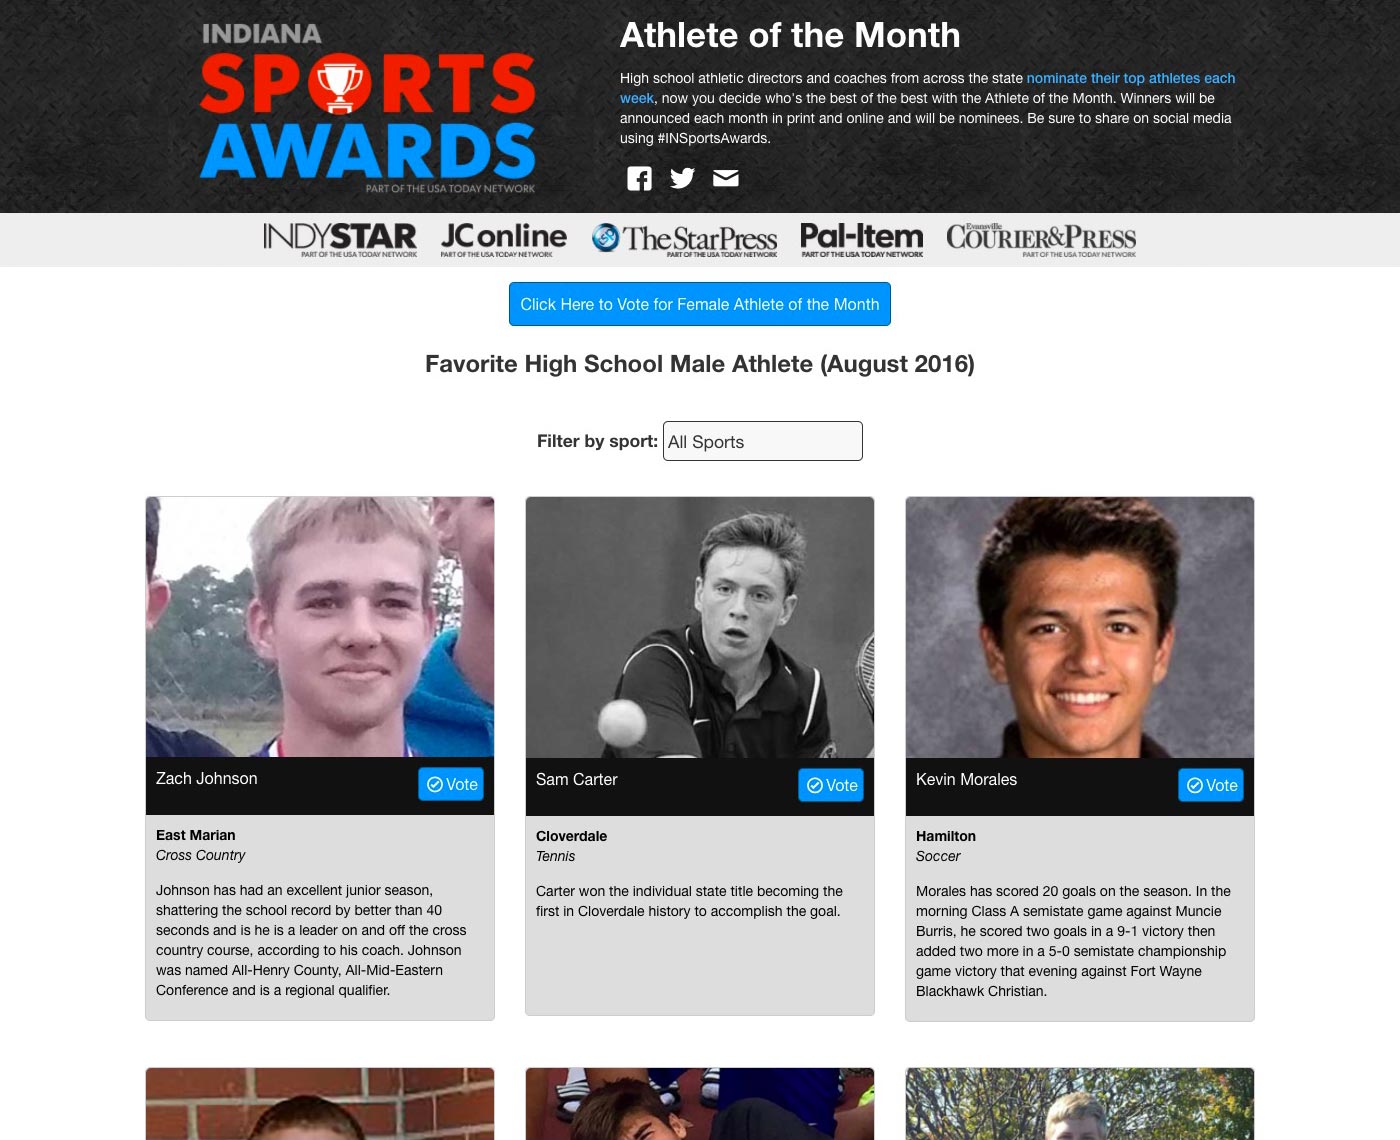 INDIANA
SPORTS
AWARDS
PART OF THE USA TODAY NETWORK
Athlete of the Month
High school athletic directors and coaches from across the state nominate their top athletes each
week, now you decide who's the best of the best with the Athlete of the Month. Winners will be
announced each month in print and online and will be nominees. Be sure to share on social media
using #INSportsAwards.
INDYSTAR
PART OF THE USA TODAY NETWORK
JC online
PART OF THE USA TODAY NETWORK
The Star Press
PART OF THE USA TODAY NETWORK
Pal-Item
PART OF THE USA TODAY NETWORK
Evansville
COURIER&PRESS
PART OF THE USA TODAY NETWORK
Click Here to Vote for Female Athlete of the Month
Favorite High School Male Athlete (August 2016)
Filter by sport: All Sports
Zach Johnson
Vote
East Marian
Cross Country
Johnson has had an excellent junior season,
shattering the school record by better than 40
seconds and is he is a leader on and off the cross
country course, according to his coach. Johnson
was named All-Henry County, All-Mid-Eastern
Conference and is a regional qualifier.
Sam Carter
Vote
Cloverdale
Tennis
Carter won the individual state title becoming the
first in Cloverdale history to accomplish the goal.
Kevin Morales
Vote
Hamilton
Soccer
Morales has scored 20 goals on the season. In the
morning Class A semistate game against Muncie
Burris, he scored two goals in a 9-1 victory then
added two more in a 5-0 semistate championship
game victory that evening against Fort Wayne
Blackhawk Christian.